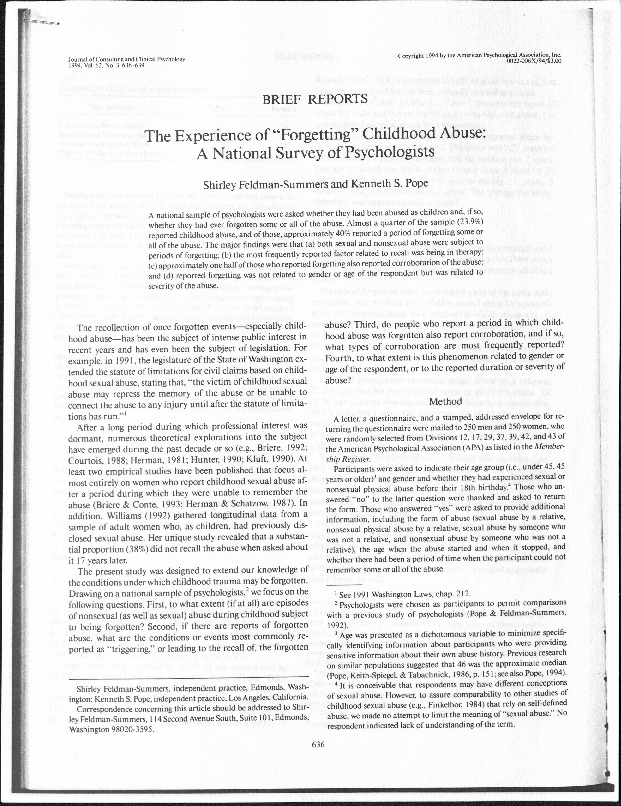 Journal of Consulting and Clinical Psychology
1994, Vol. 62, No. 3, 636-639
Copyright 1994 by the American Psychological Association, Inc.
0022-006X/94/$3.00
BRIEF REPORTS
The Experience of "Forgetting" Childhood Abuse:
A National Survey of Psychologists
Shirley Feldman-Summers and Kenneth S. Pope
A national sample of psychologists were asked whether they had been abused as children and, if so,
whether they had ever forgotten some or all of the abuse. Almost a quarter of the sample (23.9%)
reported childhood abuse, and of those, approximately 40% reported a period of forgetting some or
all of the abuse. The major findings were that (a) both sexual and nonsexual abuse were subject to
periods of forgetting; (b) the most frequently reported factor related to recall was being in therapy;
(c) approximately one half of those who reported forgetting also reported corroboration of the abuse;
and (d) reported forgetting was not related to gender or age of the respondent but was related to
severity of the abuse.
The recollection of once forgotten events—especially child-
hood abuse—has been the subject of intense public interest in
recent years and has even been the subject of legislation. For
example, in 1991, the legislature of the State of Washington ex-
tended the statute of limitations for civil claims based on child-
hood sexual abuse, stating that, "the victim of childhood sexual
abuse may repress the memory of the abuse or be unable to
connect the abuse to any injury until after the statute of limita-
tions has run."1
After a long period during which professional interest was
dormant, numerous theoretical explorations into the subject
have emerged during the past decade or so (e.g., Briere, 1992;
Courtois, 1988; Herman, 1981; Hunter, 1990; Kluft, 1990). At
least two empirical studies have been published that focus al-
most entirely on women who report childhood sexual abuse af-
ter a period during which they were unable to remember the
abuse (Briere & Conte, 1993; Herman & Schatzow, 1987). In
addition, Williams (1992) gathered longitudinal data from a
sample of adult women who, as children, had previously dis-
closed sexual abuse. Her unique study revealed that a substan-
tial proportion (38%) did not recall the abuse when asked about
it 17 years later.
The present study was designed to extend our knowledge of
the conditions under which childhood trauma may be forgotten.
Drawing on a national sample of psychologists,2 we focus on the
following questions. First, to what extent (if at all) are episodes
of nonsexual (as well as sexual) abuse during childhood subject
to being forgotten? Second, if there are reports of forgotten
abuse, what are the conditions or events most commonly re-
ported as "triggering," or leading to the recall of, the forgotten
Shirley Feldman-Summers, independent practice, Edmonds, Wash-
ington; Kenneth S. Pope, independent practice, Los Angeles, California.
Correspondence concerning this article should be addressed to Shir-
ley Feldman-Summers, 114 Second Avenue South, Suite 101, Edmonds,
Washington 98020-3595.
abuse? Third, do people who report a period in which child-
hood abuse was forgotten also report corroboration, and if so,
what types of corroboration are most frequently reported?
Fourth, to what extent is this phenomenon related to gender or
age of the respondent, or to the reported duration or severity of
abuse?
Method
A letter, a questionnaire, and a stamped, addressed envelope for re-
turning the questionnaire were mailed to 250 men and 250 women, who
were randomly selected from Divisions 12, 17, 29, 37, 39, 42, and 43 of
the American Psychological Association (APA) as listed in the Member-
ship Register.
Participants were asked to indicate their age group (i.e., under 45, 45
years or older)3 and gender and whether they had experienced sexual or
nonsexual physical abuse before their 18th birthday.4 Those who an-
swered "no" to the latter question were thanked and asked to return
the form. Those who answered "yes" were asked to provide additional
information, including the form of abuse (sexual abuse by a relative,
nonsexual physical abuse by a relative, sexual abuse by someone who
was not a relative, and nonsexual abuse by someone who was not a
relative), the age when the abuse started and when it stopped, and
whether there had been a period of time when the participant could not
remember some or all of the abuse.
1 See 1991 Washington Laws, chap. 212.
2 Psychologists were chosen as participants to permit comparisons
with a previous study of psychologists (Pope & Feldman-Summers,
1992).
3 Age was presented as a dichotomous variable to minimize specifi-
cally identifying information about participants who were providing
sensitive information about their own abuse history. Previous research
on similar populations suggested that 46 was the approximate median
(Pope, Keith-Spiegel, & Tabachnick, 1986, p. 151; see also Pope, 1994).
4 It is conceivable that respondents may have different conceptions
of sexual abuse. However, to assure comparability to other studies of
childhood sexual abuse (e.g., Finkelhor, 1984) that rely on self-defined
abuse, we made no attempt to limit the meaning of "sexual abuse." No
respondent indicated lack of understanding of the term.
636